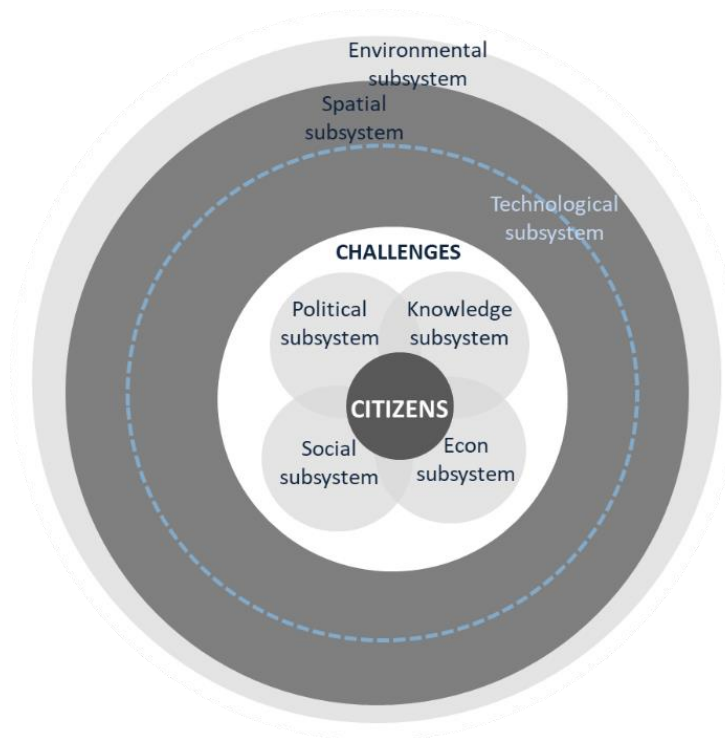 Environmental
subsystem
Spatial
subsystem
Technological
subsystem
CHALLENGES
Political
subsystem
Knowledge
subsystem
CITIZENS
Social
subsystem
Econ
subsystem